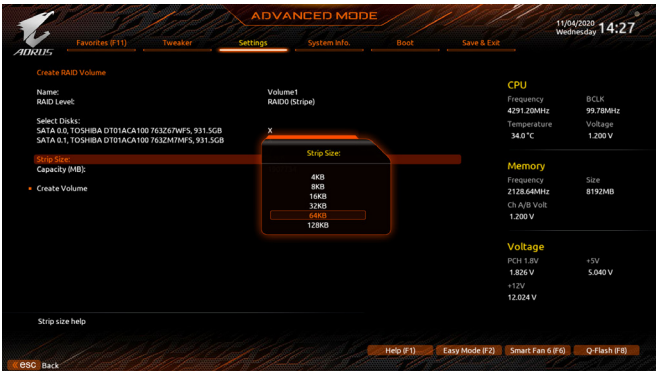 ADVANCED MODE
11/04/2020 Wednesday 14:27
AORUS
Favorites (F11) Tweaker Settings System Info. Boot Save & Exit
Create RAID Volume
Name: Volume1
RAID Level: RAID0 (Stripe)
Select Disks:
SATA 0.0, TOSHIBA DT01ACA100 763Z67WFS, 931.5GB X
SATA 0.1, TOSHIBA DT01ACA100 763ZM7MFS, 931.5GB
Strip Size:
Capacity (MB):
Create Volume
Strip Size:
4KB
8KB
16KB
32KB
64KB
128KB
CPU
Frequency BCLK
4291.20MHz 99.78MHz
Temperature Voltage
34.0 °C 1.200 V
Memory
Frequency Size
2128.64MHz 8192MB
Ch A/B Volt
1.200 V
Voltage
PCH 1.8V +5V
1.826 V 5.040 V
+12V
12.024 V
Strip size help
Help (F1) Easy Mode (F2) Smart Fan 6 (F6) Q-Flash (F8)
esc Back